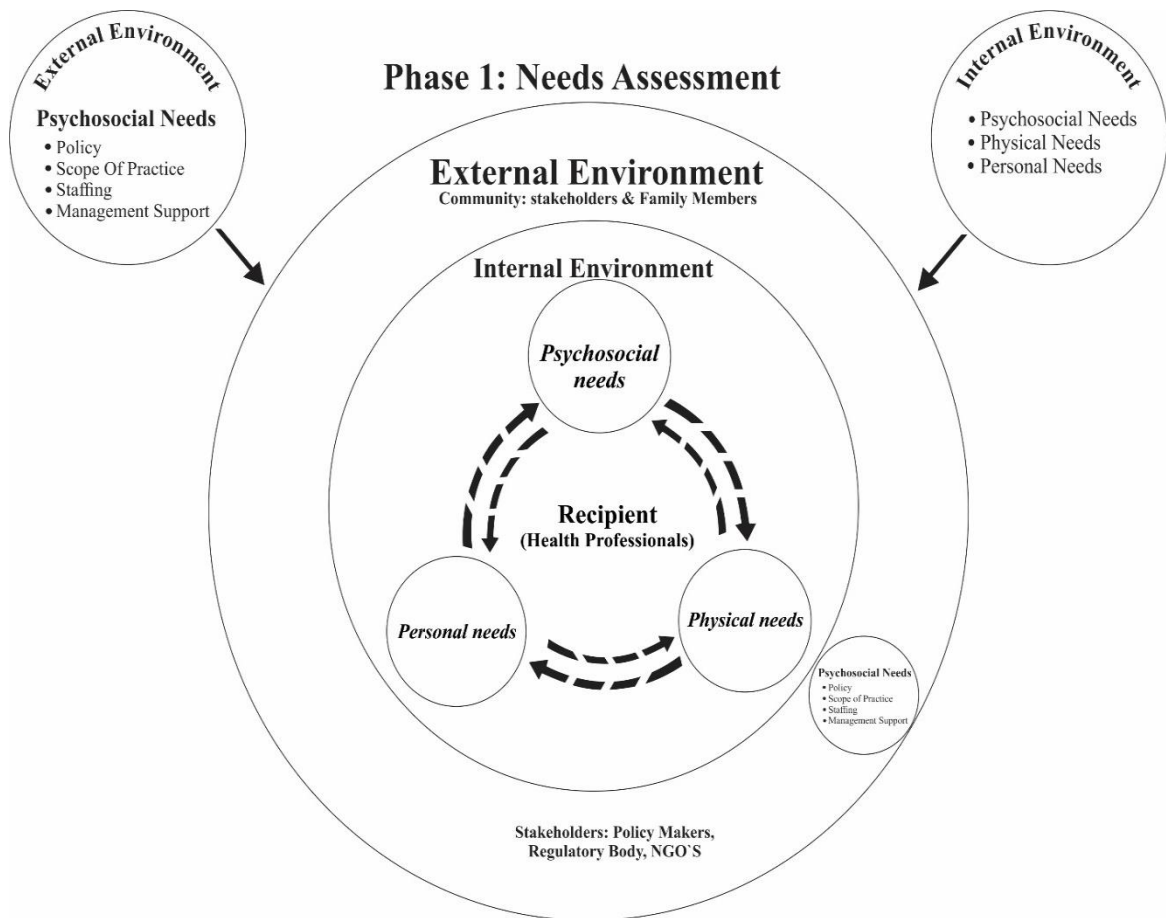 External Environment
Psychosocial Needs
• Policy
• Scope Of Practice
• Staffing
• Management Support
Internal Environment
• Psychosocial Needs
• Physical Needs
• Personal Needs
Phase 1: Needs Assessment
External Environment
Community: stakeholders & Family Members
Internal Environment
Psychosocial
needs
Recipient
(Health Professionals)
Personal needs
Physical needs
Psychosocial Needs
• Policy
• Scope of Practice
• Staffing
• Management Support
Stakeholders: Policy Makers,
Regulatory Body, NGO`S